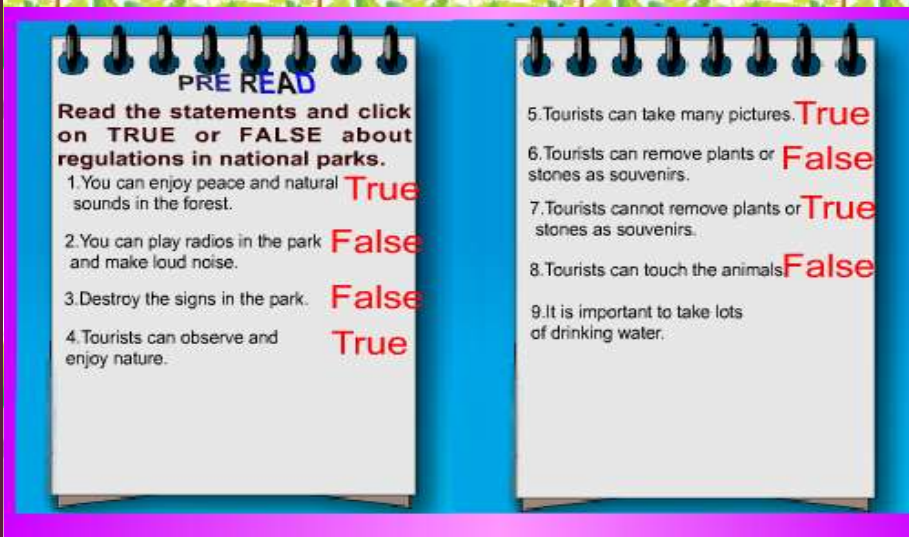 PRE READ
Read the statements and click
on TRUE or FALSE about
regulations in national parks.
1.You can enjoy peace and natural True
sounds in the forest.
2.You can play radios in the park False
and make loud noise.
3.Destroy the signs in the park. False
4.Tourists can observe and True
enjoy nature.
5.Tourists can take many pictures. True
6.Tourists can remove plants or False
stones as souvenirs.
7.Tourists cannot remove plants or True
stones as souvenirs.
8.Tourists can touch the animals False
9.It is important to take lots
of drinking water.